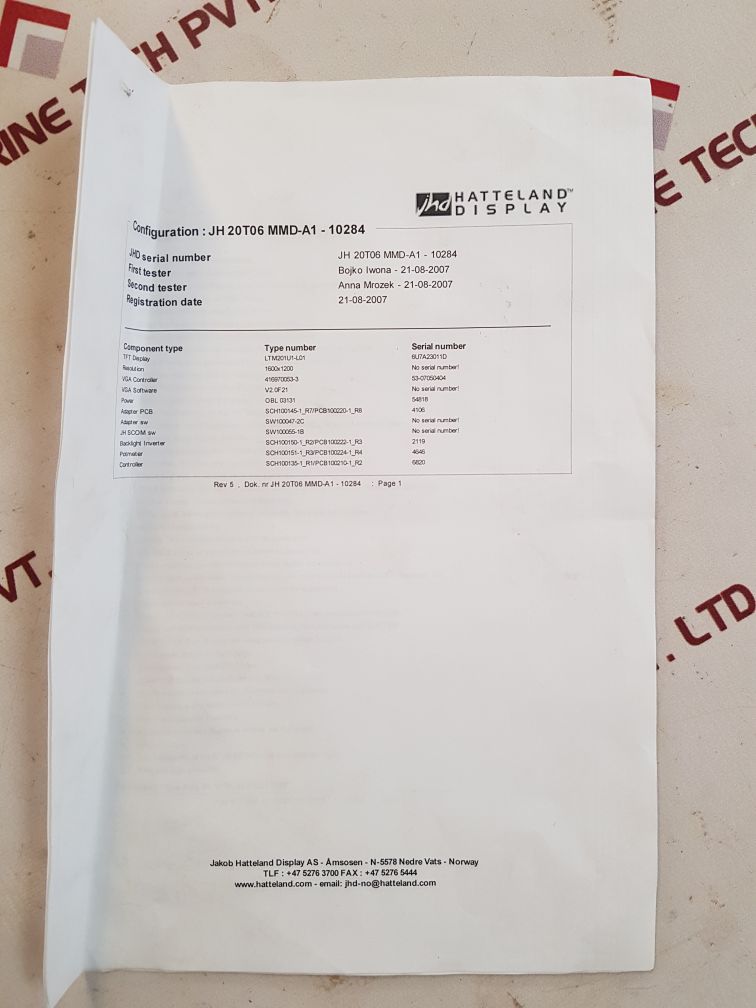 RINE TECH PVT
jhd HATTELAND™
DISPLAY
Configuration : JH 20T06 MMD-A1 - 10284
JHD serial number JH 20T06 MMD-A1 - 10284
First tester Bojko Iwona - 21-08-2007
Second tester Anna Mrozek - 21-08-2007
Registration date 21-08-2007
Component type Type number Serial number
TFT Display LTM201U1-L01 6U7A23011D
Resolution 1600x1200 No serial number!
VGA Controller 416970053-3 53-07050404
VGA Software V2.0F21 No serial number!
Power OBL 03131 54818
Adapter PCB SCH100145-1_R7/PCB100220-1_R8 4106
Adapter sw SW100047-2C No serial number!
JH SCOM sw SW100055-1B No serial number!
Backlight Inverter SCH100150-1_R2/PCB100222-1_R3 2119
Potmeter SCH100151-1_R3/PCB100224-1_R4 4646
Controller SCH100135-1_R1/PCB100210-1_R2 6820
Rev 5 , Dok. nr JH 20T06 MMD-A1 - 10284 : Page 1
Jakob Hatteland Display AS - Åmsosen - N-5578 Nedre Vats - Norway
TLF : +47 5276 3700 FAX : +47 5276 5444
www.hatteland.com - email: jhd-no@hatteland.com
INE TEC
VT.
. LTD